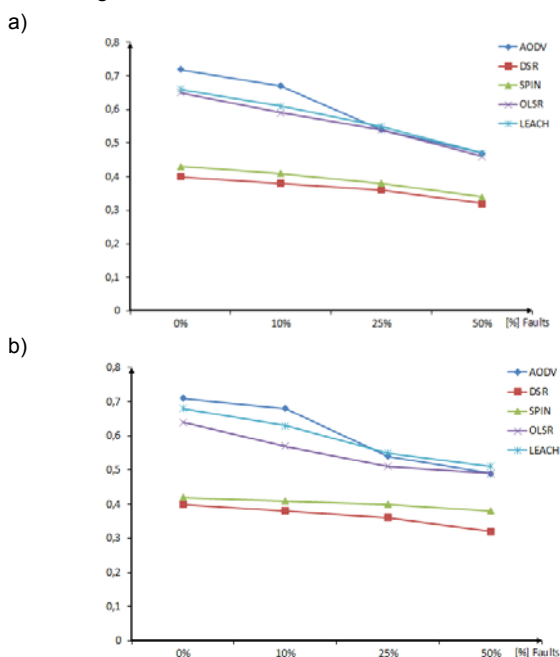 a)
0,8
0,7
0,6
0,5
0,4
0,3
0,2
0,1
0
0% 10% 25% 50% [%] Faults
AODV
DSR
SPIN
OLSR
LEACH
b)
0,8
0,7
0,6
0,5
0,4
0,3
0,2
0,1
0
0% 10% 25% 50% [%] Faults
AODV
DSR
SPIN
OLSR
LEACH